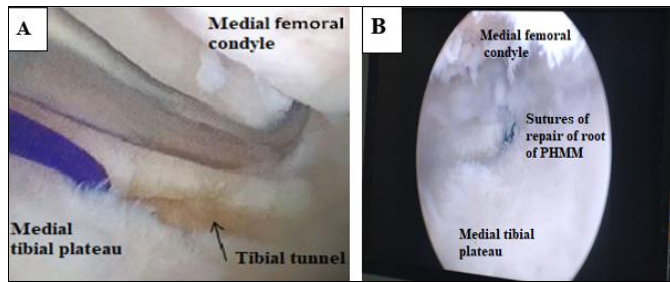 A
Medial femoral
condyle
Medial
tibial plateau
Tibial tunnel
B
Medial femoral
condyle
Sutures of
repair of root
of PHMM
Medial tibial
plateau